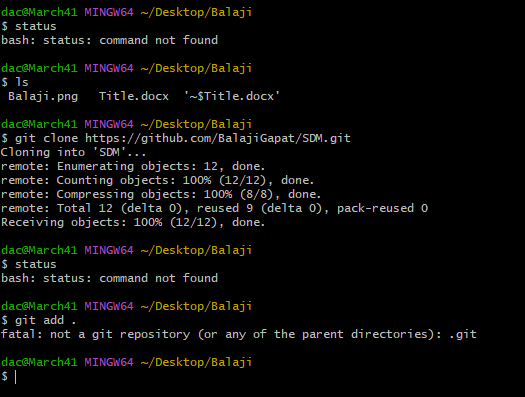 dac@March41 MINGW64 ~/Desktop/Balaji
$ status
bash: status: command not found
dac@March41 MINGW64 ~/Desktop/Balaji
$ ls
Balaji.png   Title.docx  '~$Title.docx'
dac@March41 MINGW64 ~/Desktop/Balaji
$ git clone https://github.com/BalajiGapat/SDM.git
Cloning into 'SDM'...
remote: Enumerating objects: 12, done.
remote: Counting objects: 100% (12/12), done.
remote: Compressing objects: 100% (8/8), done.
remote: Total 12 (delta 0), reused 9 (delta 0), pack-reused 0
Receiving objects: 100% (12/12), done.
dac@March41 MINGW64 ~/Desktop/Balaji
$ status
bash: status: command not found
dac@March41 MINGW64 ~/Desktop/Balaji
$ git add .
fatal: not a git repository (or any of the parent directories): .git
dac@March41 MINGW64 ~/Desktop/Balaji
$